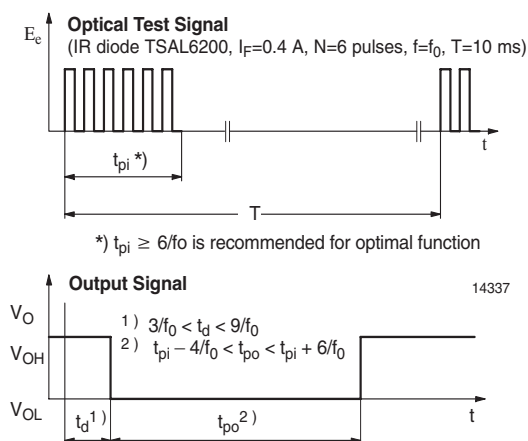 Optical Test Signal
(IR diode TSAL6200, IF=0.4 A, N=6 pulses, f=f0, T=10 ms)
Ee
t
tpi *)
T
*) tpi ≥ 6/fo is recommended for optimal function
Output Signal
14337
VO
VOH
VOL
1) 3/f0 < td < 9/f0
2) tpi – 4/f0 < tpo < tpi + 6/f0
td1)
tpo2)
t